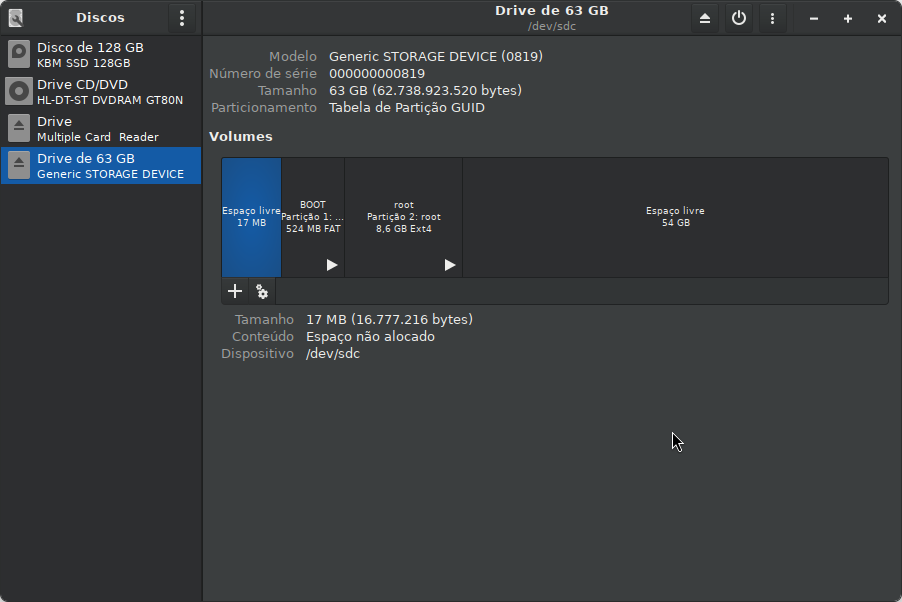 Discos
Disco de 128 GB
KBM SSD 128GB
Drive CD/DVD
HL-DT-ST DVDRAM GT80N
Drive
Multiple Card  Reader
Drive de 63 GB
Generic STORAGE DEVICE
Drive de 63 GB
/dev/sdc
Modelo Generic STORAGE DEVICE (0819)
Número de série 000000000819
Tamanho 63 GB (62.738.923.520 bytes)
Particionamento Tabela de Partição GUID
Volumes
Espaço livre
17 MB
BOOT
Partição 1: ...
524 MB FAT
root
Partição 2: root
8,6 GB Ext4
Espaço livre
54 GB
Tamanho 17 MB (16.777.216 bytes)
Conteúdo Espaço não alocado
Dispositivo /dev/sdc